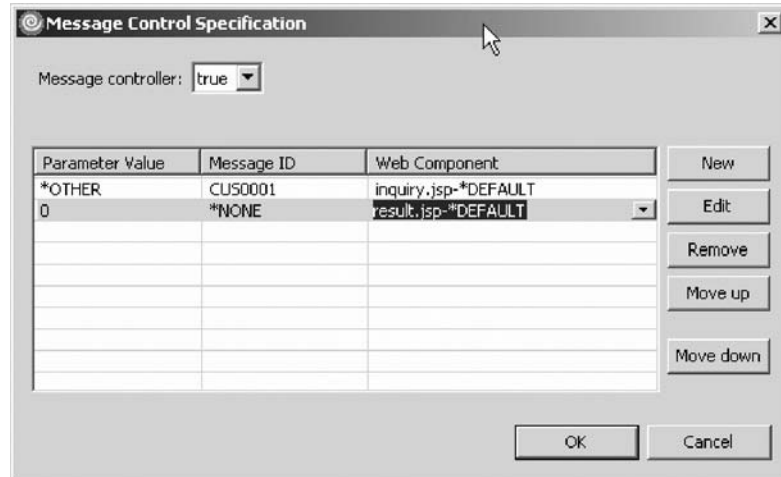 Message Control Specification
Message controller: true
Parameter Value Message ID Web Component
*OTHER CUS0001 inquiry.jsp-*DEFAULT
0 *NONE result.jsp-*DEFAULT
New
Edit
Remove
Move up
Move down
OK Cancel